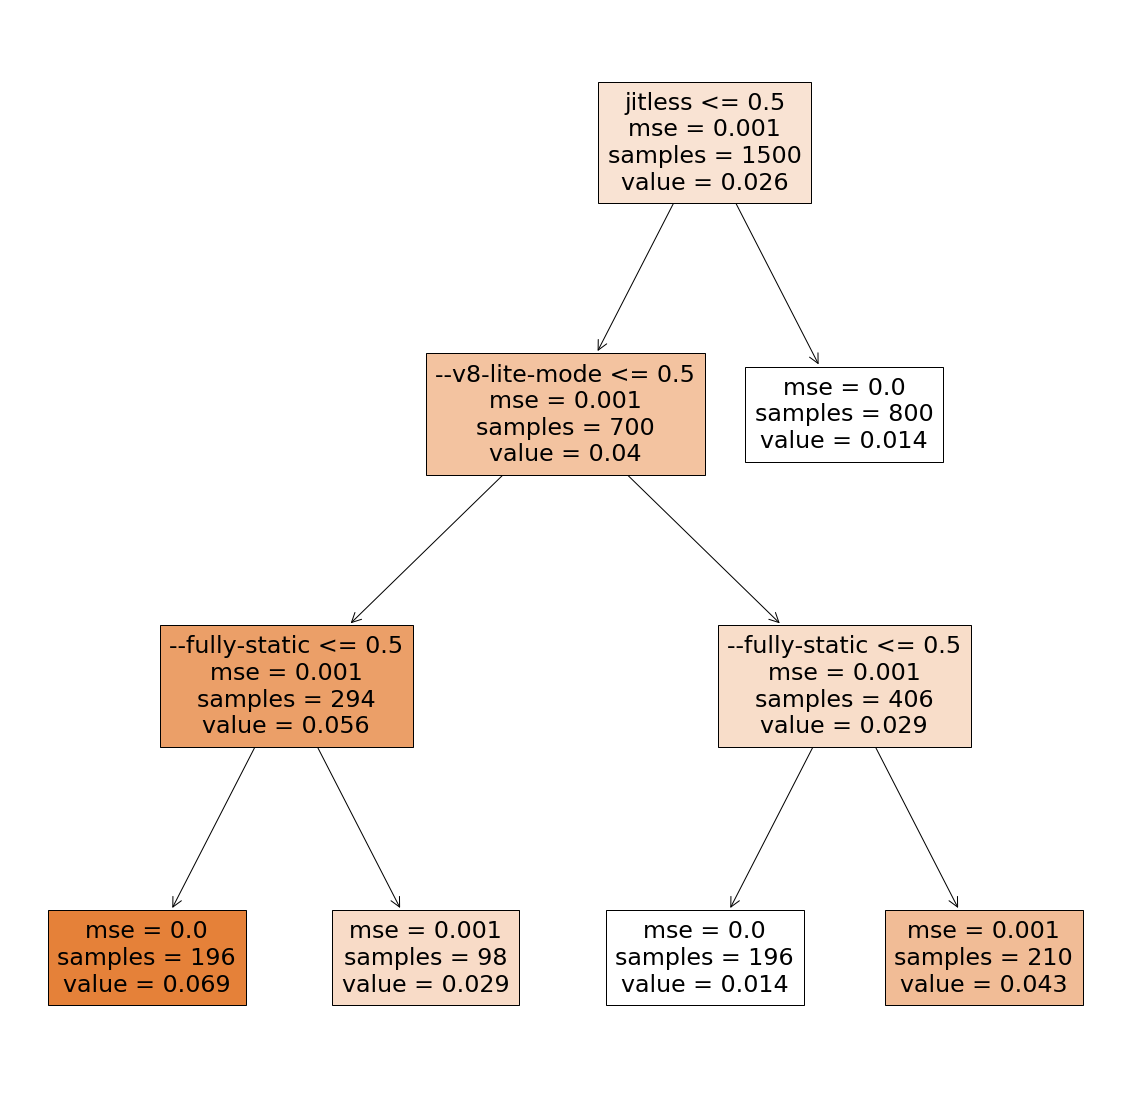 jitless <= 0.5
mse = 0.001
samples = 1500
value = 0.026
--v8-lite-mode <= 0.5
mse = 0.001
samples = 700
value = 0.04
mse = 0.0
samples = 800
value = 0.014
--fully-static <= 0.5
mse = 0.001
samples = 294
value = 0.056
--fully-static <= 0.5
mse = 0.001
samples = 406
value = 0.029
mse = 0.0
samples = 196
value = 0.069
mse = 0.001
samples = 98
value = 0.029
mse = 0.0
samples = 196
value = 0.014
mse = 0.001
samples = 210
value = 0.043